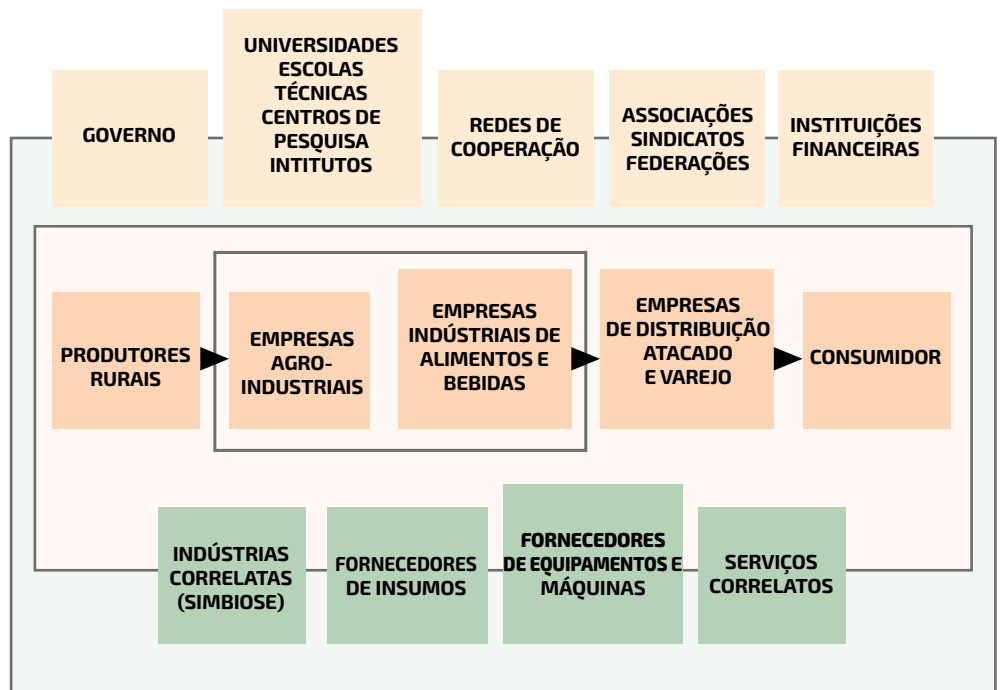 GOVERNO
UNIVERSIDADES
ESCOLAS
TÉCNICAS
CENTROS DE
PESQUISA
INTITUTOS
REDES DE
COOPERAÇÃO
ASSOCIAÇÕES
SINDICATOS
FEDERAÇÕES
INSTITUIÇÕES
FINANCEIRAS
PRODUTORES
RURAIS
EMPRESAS
AGRO-
INDUSTRIAIS
EMPRESAS
INDÚSTRIAIS DE
ALIMENTOS E
BEBIDAS
EMPRESAS
DE DISTRIBUIÇÃO
ATACADO
E VAREJO
CONSUMIDOR
INDÚSTRIAS
CORRELATAS
(SIMBIOSE)
FORNECEDORES
DE INSUMOS
FORNECEDORES
DE EQUIPAMENTOS E
MÁQUINAS
SERVIÇOS
CORRELATOS